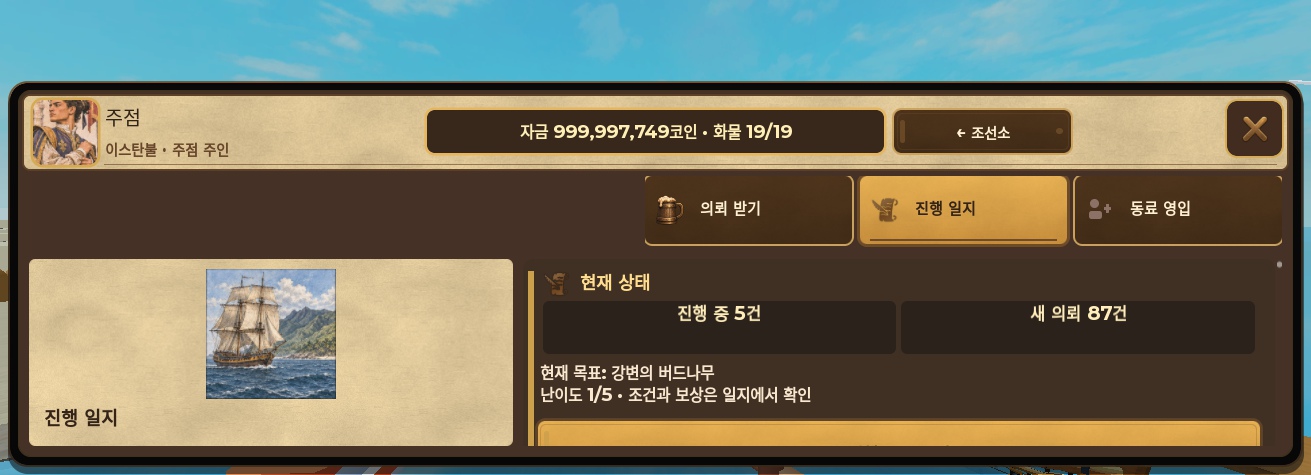 주점
이스탄불 • 주점 주인
자금 999,997,749코인 • 화물 19/19
← 조선소
의뢰 받기
진행 일지
동료 영입
진행 일지
현재 상태
진행 중 5건
새 의뢰 87건
현재 목표: 강변의 버드나무
난이도 1/5 • 조건과 보상은 일지에서 확인